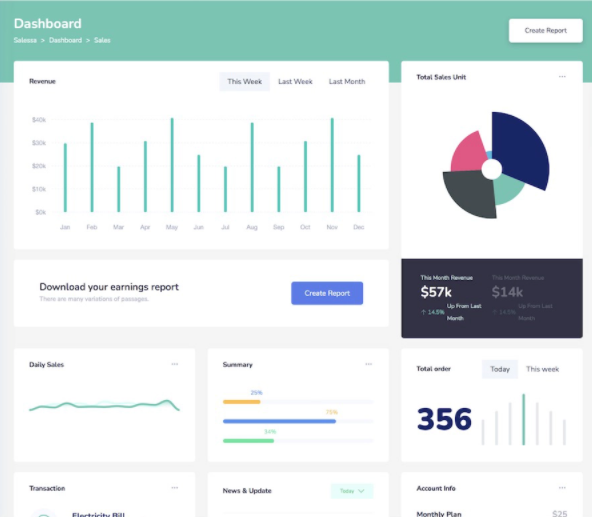 Dashboard
Create Report
Salessa > Dashboard > Sales
Revenue
This Week
Last Week
Last Month
$40k
$30k
$20k
$10k
$0k
Jan Feb Mar Apr May Jun Jul Aug Sep Oct Nov Dec
Total Sales Unit
This Month Revenue
$57k
↑ 14.5%
Up From Last
Month
This Month Revenue
$14k
↑ 14.5%
Up From Last
Month
Download your earnings report
There are many variations of passages.
Create Report
Daily Sales
Summary
25%
75%
50%
Total order
Today
This week
356
Transaction
Electricity Bill
News & Update
Today
Account Info
Monthly Plan
$25